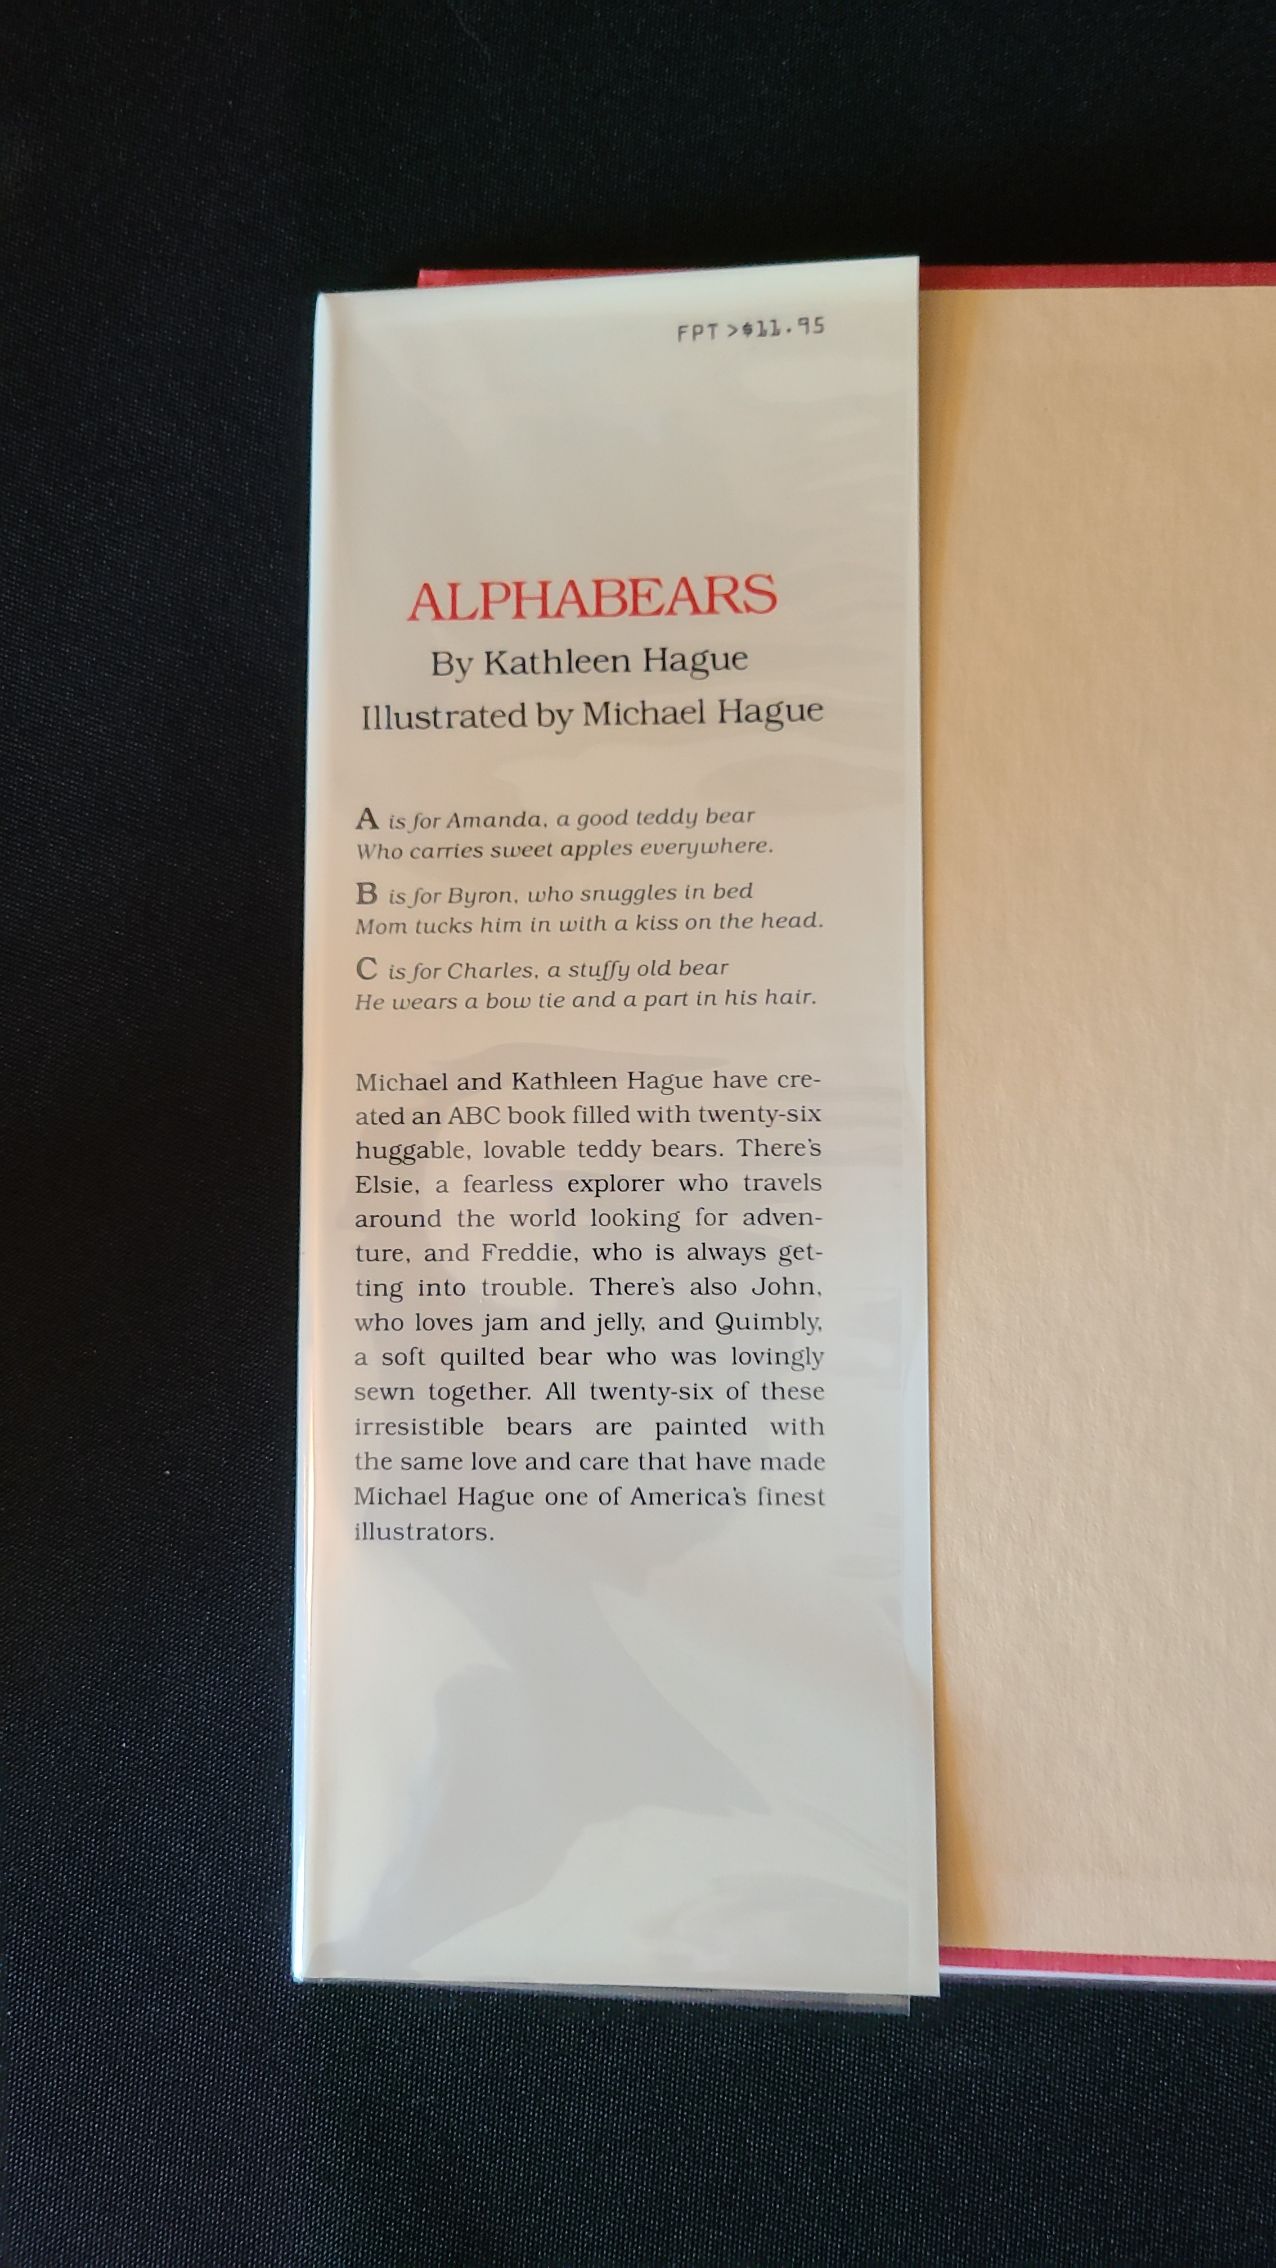 FPT >$11.95
ALPHABEARS
By Kathleen Hague
Illustrated by Michael Hague
A is for Amanda, a good teddy bear
Who carries sweet apples everywhere.
B is for Byron, who snuggles in bed
Mom tucks him in with a kiss on the head.
C is for Charles, a stuffy old bear
He wears a bow tie and a part in his hair.
Michael and Kathleen Hague have cre-
ated an ABC book filled with twenty-six
huggable, lovable teddy bears. There's
Elsie, a fearless explorer who travels
around the world looking for adven-
ture, and Freddie, who is always get-
ting into trouble. There's also John,
who loves jam and jelly, and Quimbly,
a soft quilted bear who was lovingly
sewn together. All twenty-six of these
irresistible bears are painted with
the same love and care that have made
Michael Hague one of America's finest
illustrators.